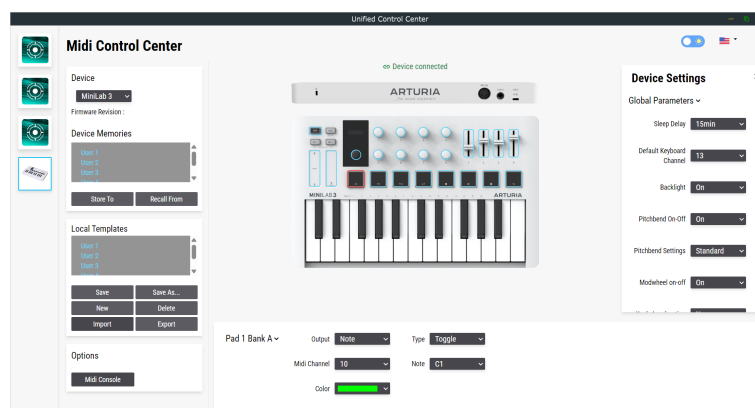 Unified Control Center
Midi Control Center
Device connected
Device
MiniLab 3
Firmware Revision :
Device Memories
User 1
User 2
User 3
Store To
Recall From
Local Templates
User 1
User 2
User 3
Save
Save As...
New
Delete
Import
Export
Options
Midi Console
ARTURIA
MINILAB3
ARTURIA
Pad 1 Bank A
Output
Note
Type
Toggle
Midi Channel
10
Note
C1
Color
Device Settings
Global Parameters
Sleep Delay
15min
Default Keyboard
Channel
13
Backlight
On
Pitchbend On-Off
On
Pitchbend Settings
Standard
Modwheel on-off
On